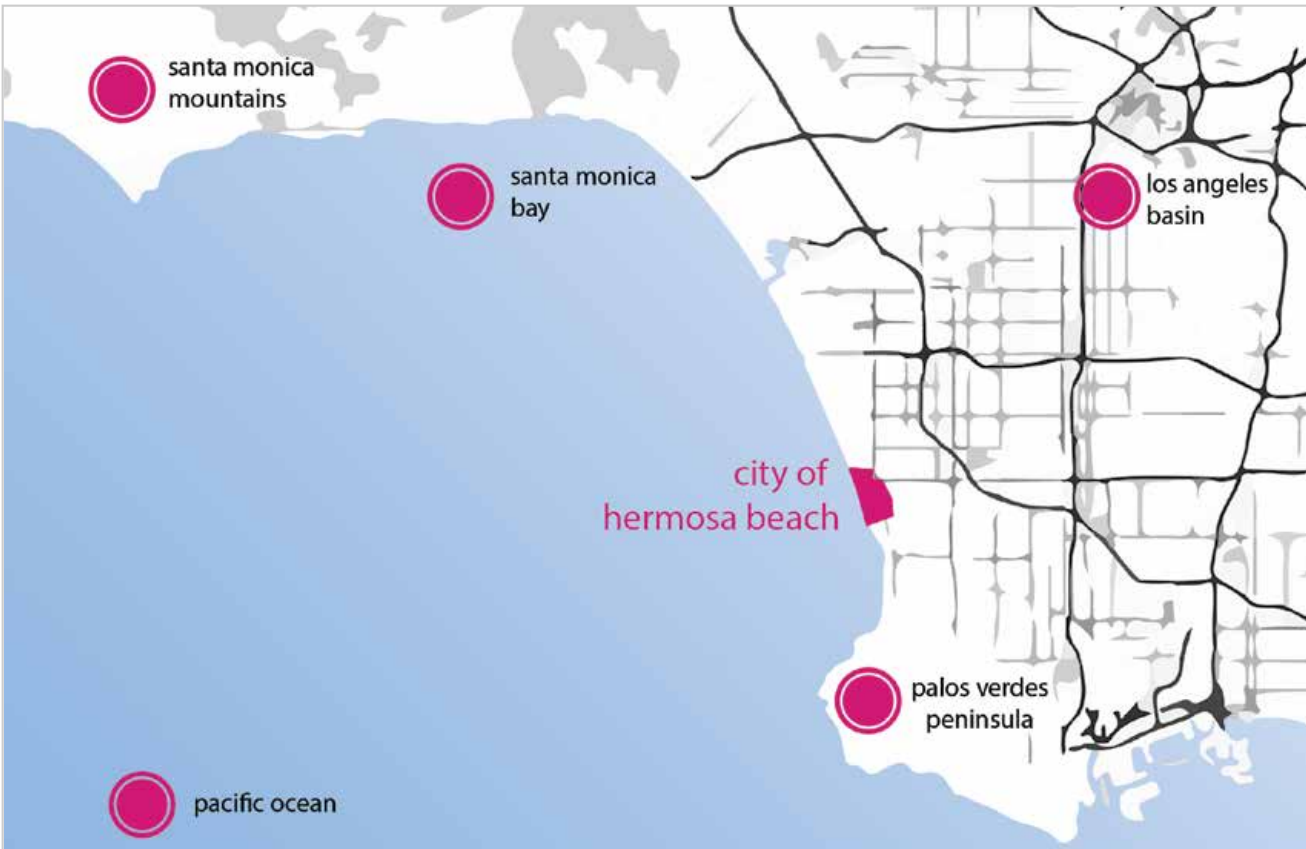 santa monica
mountains
santa monica
bay
los angeles
basin
city of
hermosa beach
palos verdes
peninsula
pacific ocean